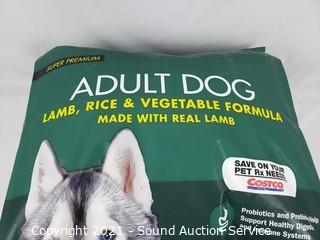 SUPER PREMIUM
ADULT DOG
LAMB, RICE & VEGETABLE FORMULA
MADE WITH REAL LAMB
SAVE ON YOUR
PET Rx NEEDS
COSTCO
Probiotics and Prebiotics Help
Support Healthy Digestive
and Immune Systems
Copyright 2021 - Sound Auction Service